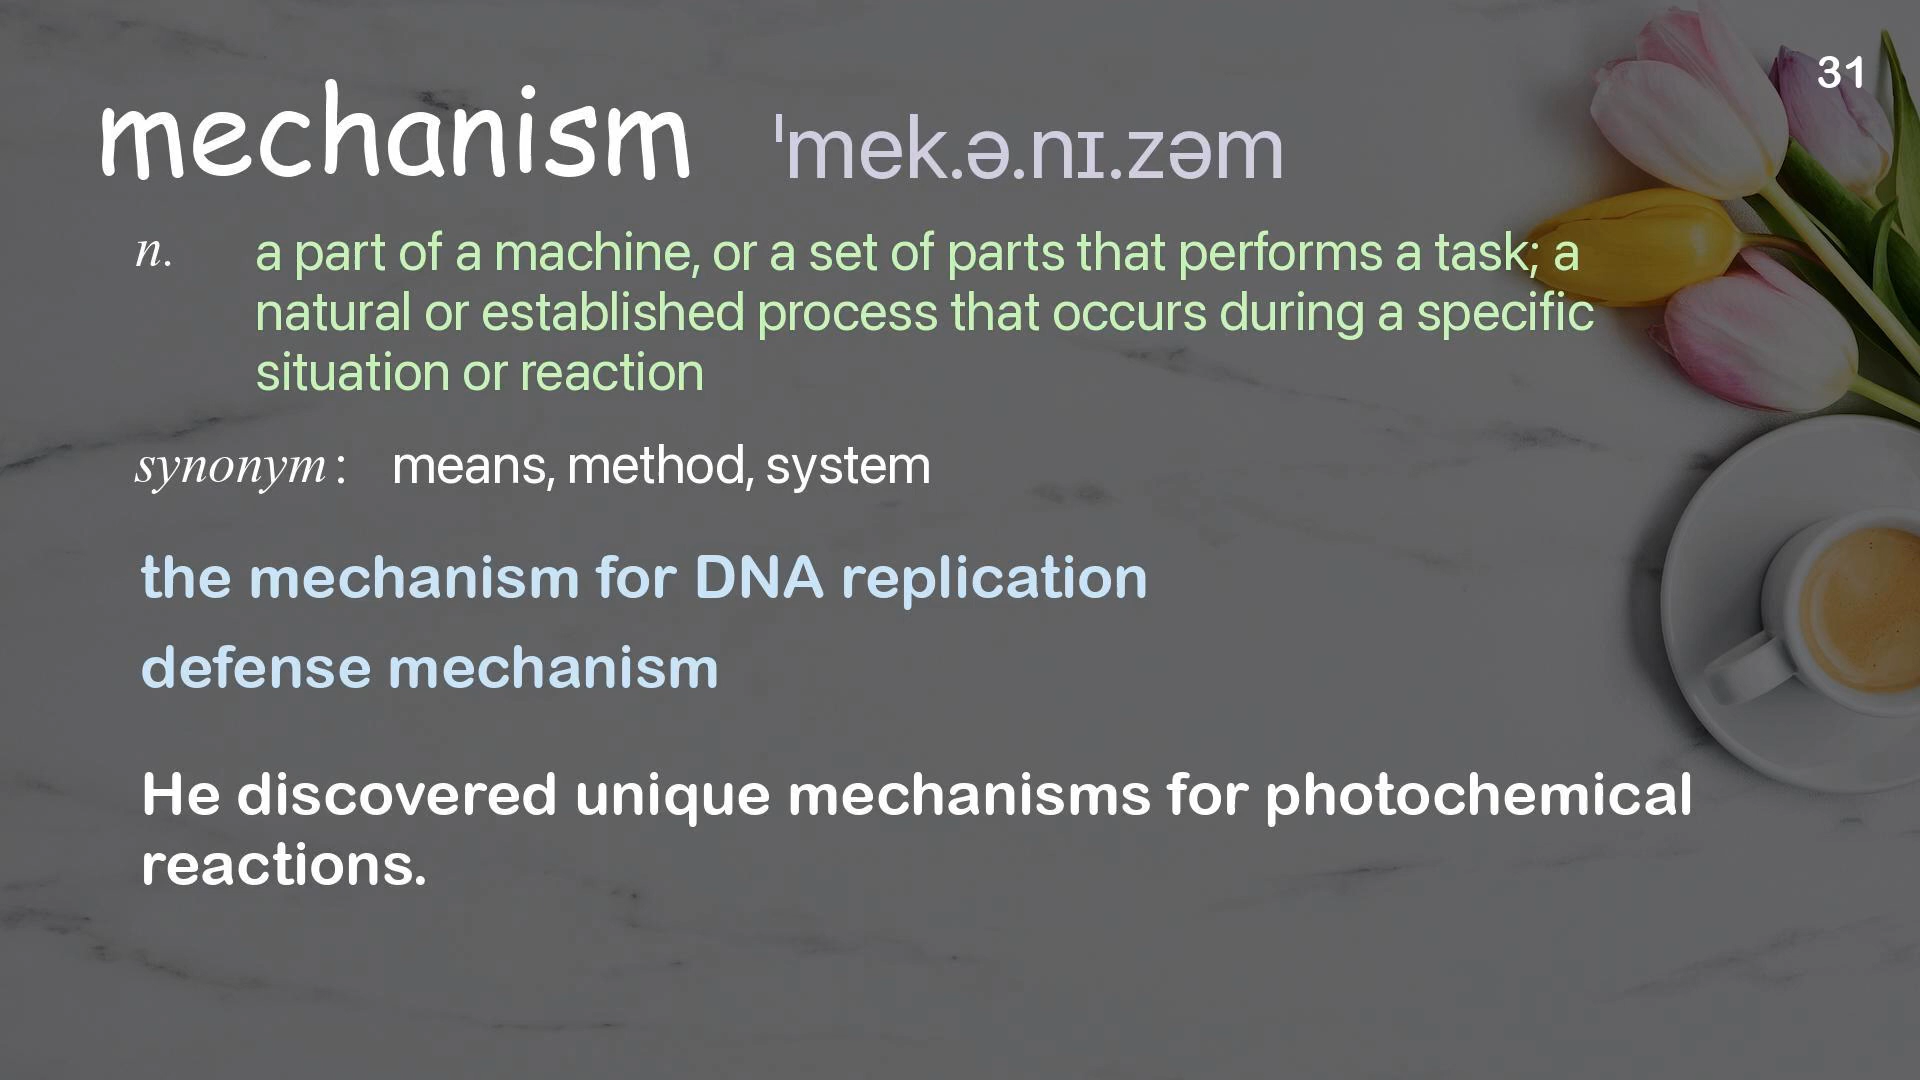 31
mechanism ˈmek.ə.nɪ.zəm
n. a part of a machine, or a set of parts that performs a task; a
natural or established process that occurs during a specific
situation or reaction
synonym: means, method, system
the mechanism for DNA replication
defense mechanism
He discovered unique mechanisms for photochemical
reactions.